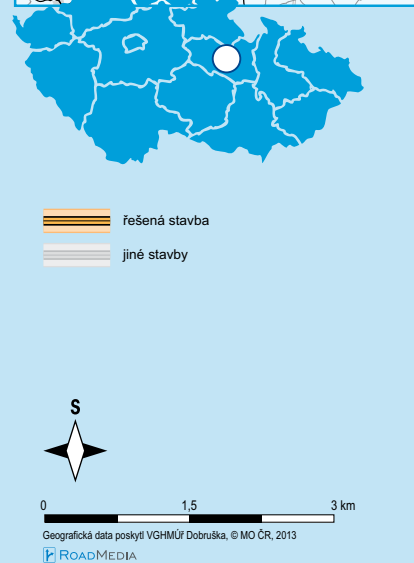 řešená stavba
jiné stavby
S
0 1,5 3 km
Geografická data poskytl VGHMÚř Dobruška, © MO ČR, 2013
ROADMEDIA